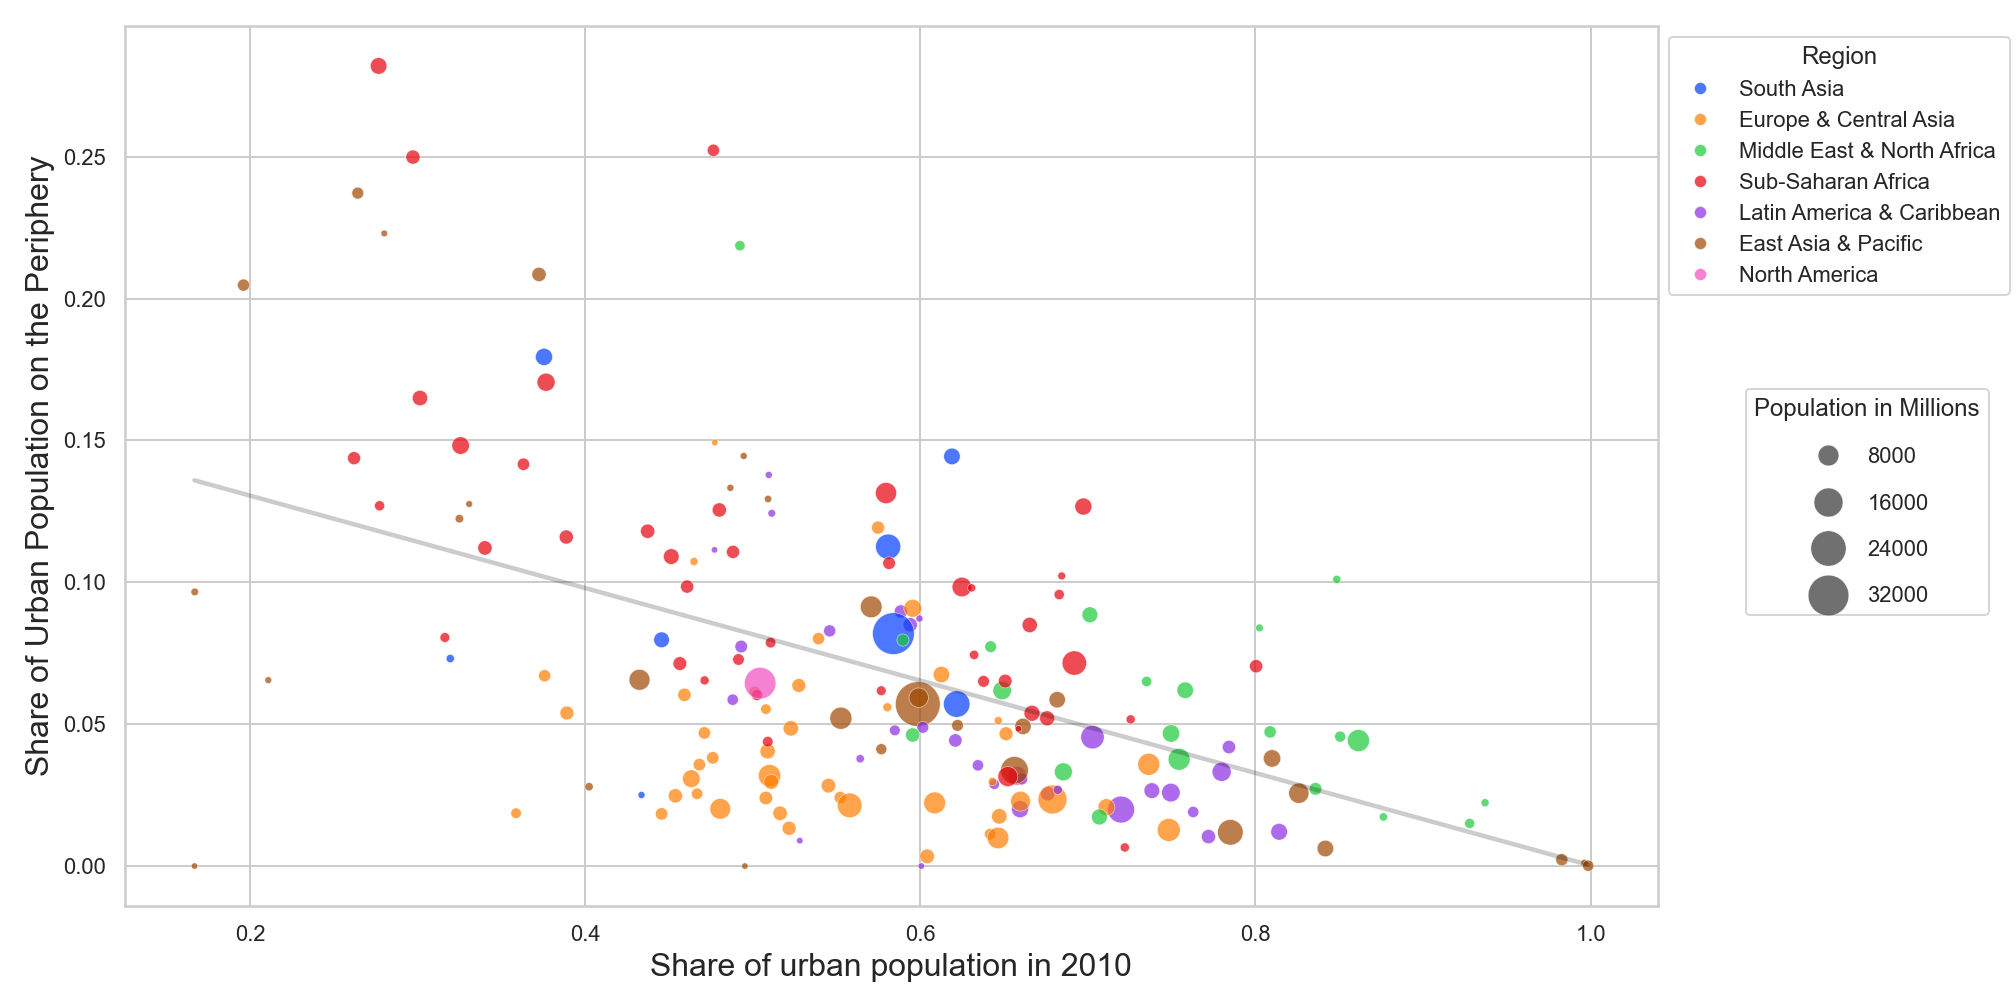 Region
South Asia
Europe & Central Asia
Middle East & North Africa
Sub-Saharan Africa
Latin America & Caribbean
East Asia & Pacific
North America
Population in Millions
8000
16000
24000
32000
Share of Urban Population on the Periphery
0.25
0.20
0.15
0.10
0.05
0.00
0.2 0.4 0.6 0.8 1.0
Share of urban population in 2010